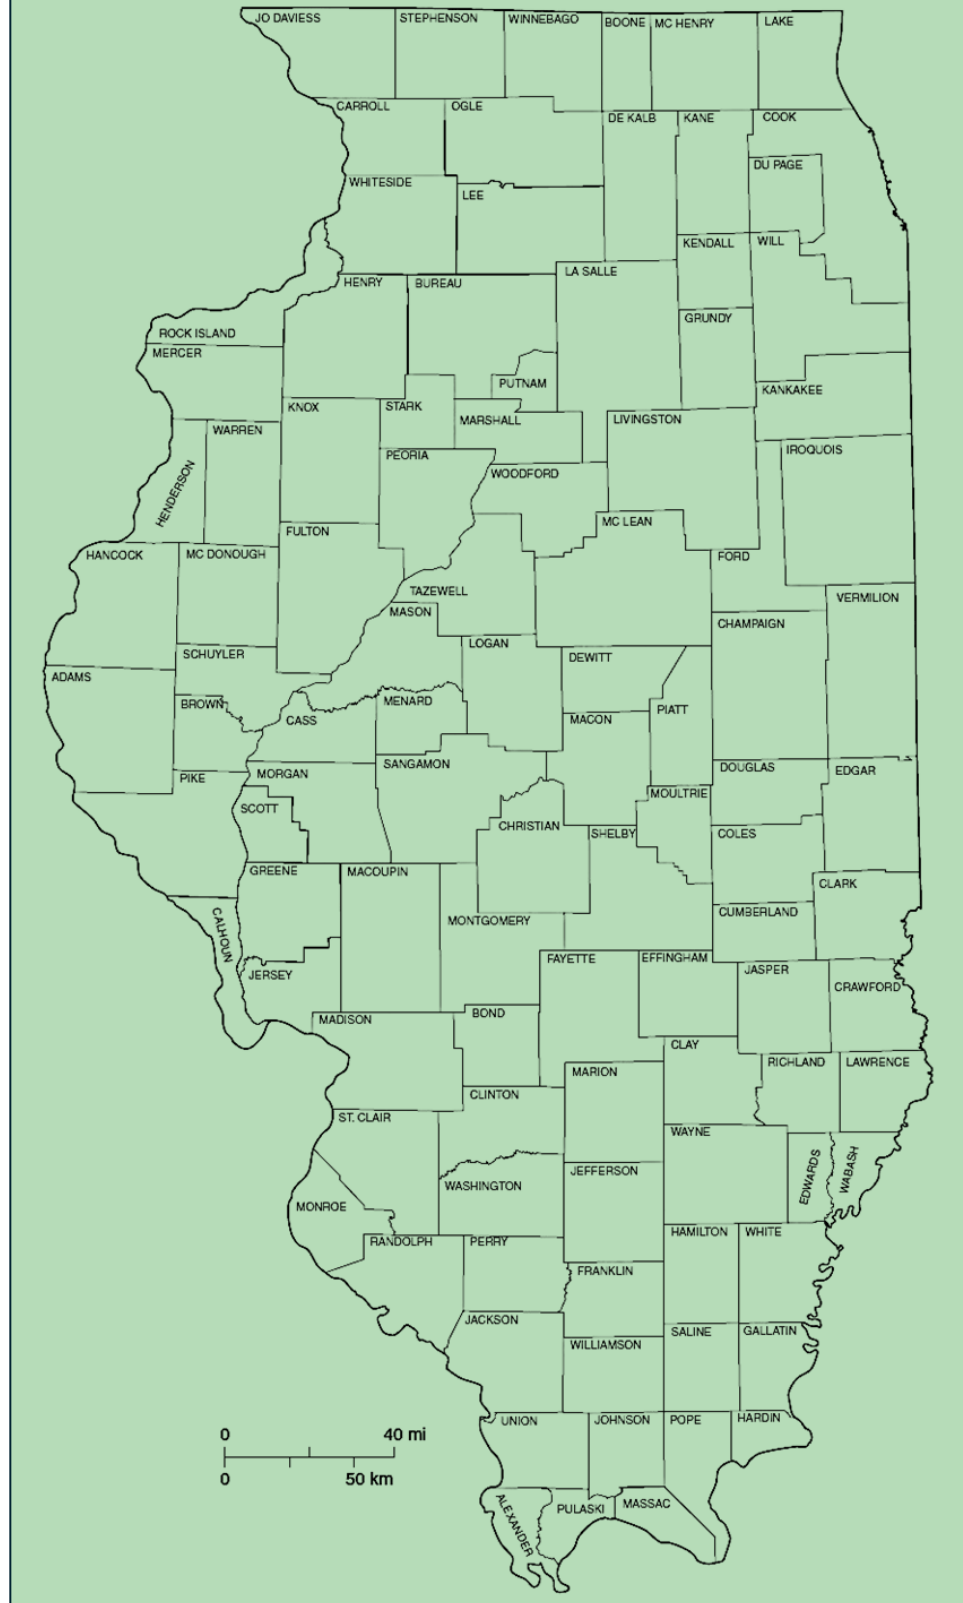 JO DAVIESS
STEPHENSON
WINNEBAGO
BOONE
MC HENRY
LAKE
CARROLL
OGLE
DE KALB
KANE
COOK
DU PAGE
WHITESIDE
LEE
KENDALL
WILL
LA SALLE
HENRY
BUREAU
GRUNDY
ROCK ISLAND
MERCER
PUTNAM
KANKAKEE
KNOX
STARK
MARSHALL
LIVINGSTON
WARREN
PEORIA
IROQUOIS
WOODFORD
HENDERSON
MC LEAN
FULTON
HANCOCK
MC DONOUGH
FORD
TAZEWELL
VERMILION
MASON
CHAMPAIGN
LOGAN
SCHUYLER
DEWITT
ADAMS
BROWN
MENARD
PIATT
CASS
MACON
SANGAMON
DOUGLAS
EDGAR
PIKE
MORGAN
MOULTRIE
SCOTT
CHRISTIAN
SHELBY
COLES
GREENE
MACOUPIN
CLARK
CUMBERLAND
MONTGOMERY
CALHOUN
FAYETTE
EFFINGHAM
JERSEY
JASPER
CRAWFORD
MADISON
BOND
CLAY
RICHLAND
LAWRENCE
MARION
CLINTON
ST. CLAIR
WAYNE
JEFFERSON
EDWARDS
WABASH
WASHINGTON
MONROE
HAMILTON
WHITE
RANDOLPH
PERRY
FRANKLIN
JACKSON
SALINE
GALLATIN
WILLIAMSON
UNION
JOHNSON
POPE
HARDIN
0 40 mi
0 50 km
ALEXANDER
PULASKI
MASSAC